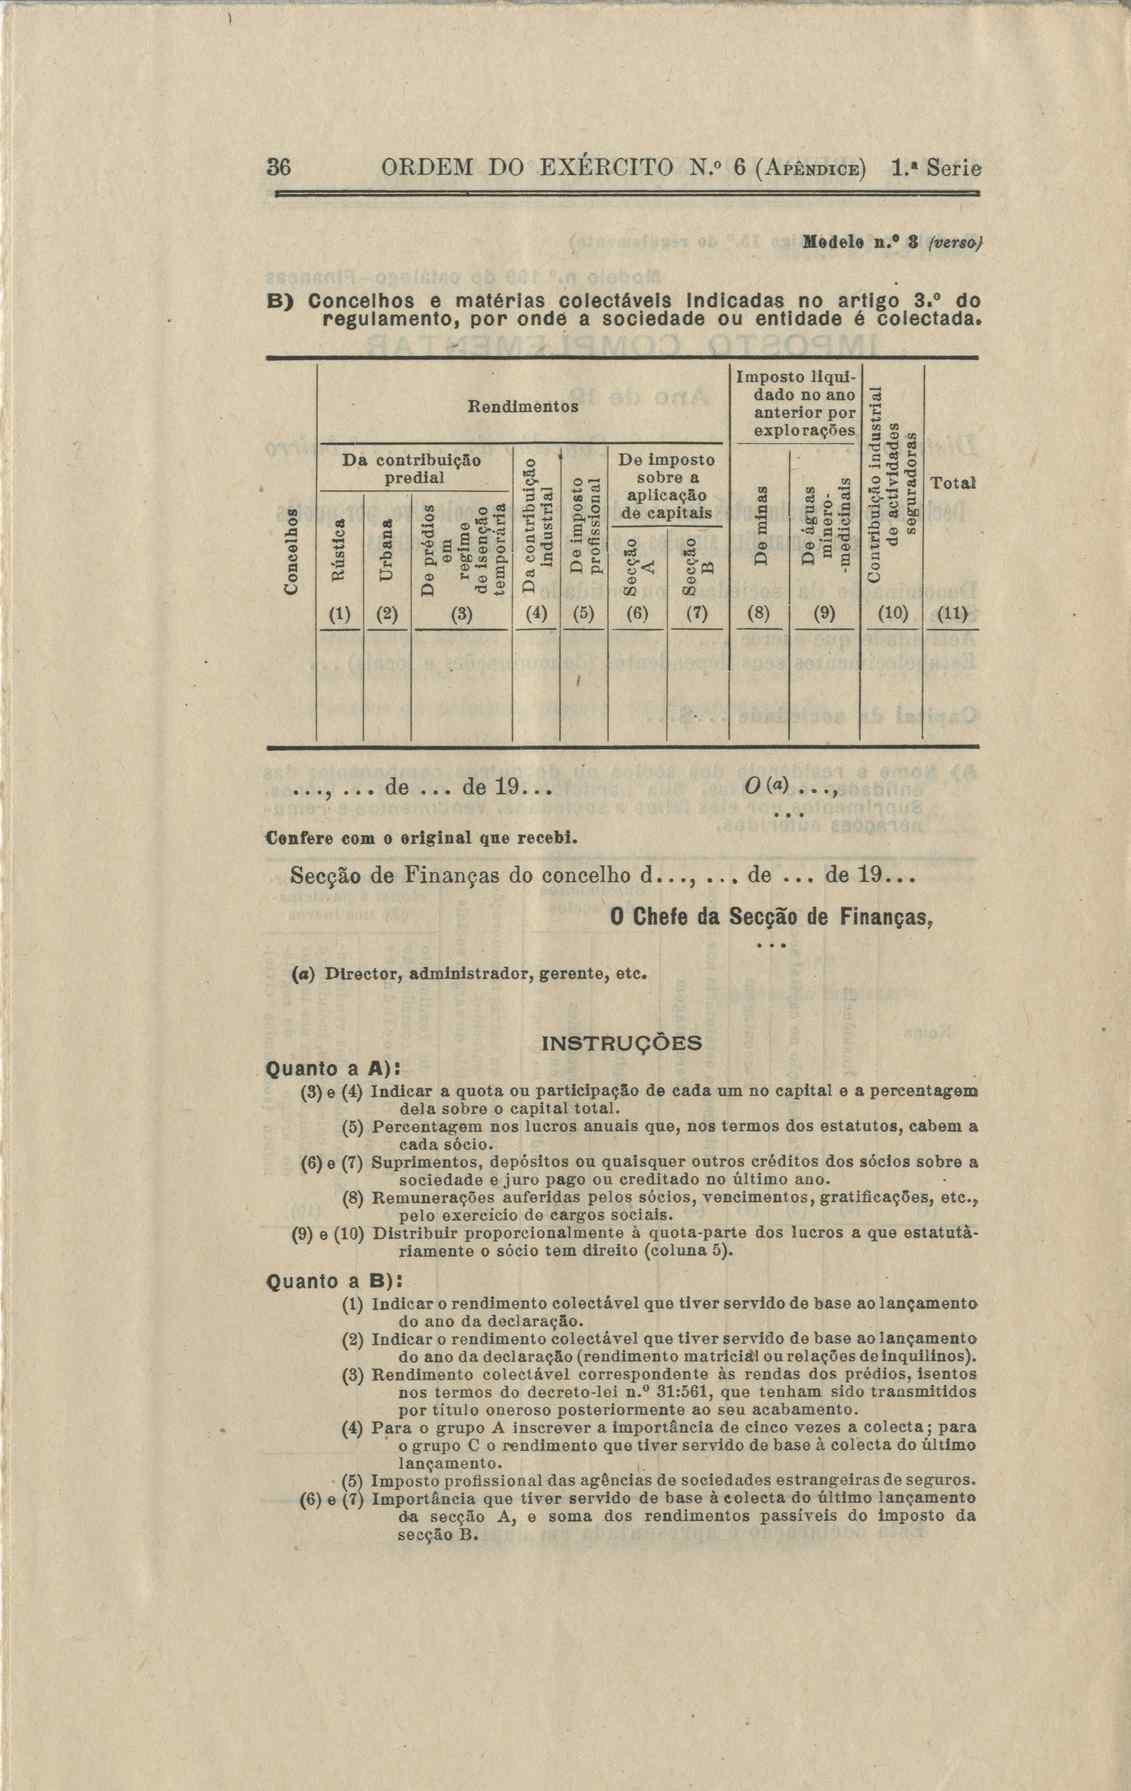 36 ORDEM DO EXÉRCITO N.º 6 (APÊNDICE) 1.ª Serie
Modelo n.º 3 (verso)
B) Concelhos e matérias colectáveis indicadas no artigo 3.º do
regulamento, por onde a sociedade ou entidade é colectada.
Concelhos
Rendimentos
Da contribuição
predial
Rústica
(1)
Urbana
(2)
De prédios
em
regime
de isenção
temporária
(3)
Da contribuição
industrial
(4)
De imposto
profissional
(5)
De imposto
sobre a
aplicação
de capitais
Secção
A
(6)
Secção
B
(7)
Imposto liqui-
dado no ano
anterior por
explorações
De minas
(8)
De águas
minero-
-medicinais
(9)
Contribuição industrial
de actividades
seguradoras
(10)
Total
(11)
..., ... de ... de 19... O (a) ...,
...
Confere com o original que recebi.
Secção de Finanças do concelho d..., ... de ... de 19...
O Chefe da Secção de Finanças,
...
(a) Director, administrador, gerente, etc.
INSTRUÇÕES
Quanto a A):
(3) e (4) Indicar a quota ou participação de cada um no capital e a percentagem
dela sobre o capital total.
(5) Percentagem nos lucros anuais que, nos termos dos estatutos, cabem a
cada sócio.
(6) e (7) Suprimentos, depósitos ou quaisquer outros créditos dos sócios sobre a
sociedade e juro pago ou creditado no último ano.
(8) Remunerações auferidas pelos sócios, vencimentos, gratificações, etc.,
pelo exercício de cargos sociais.
(9) e (10) Distribuir proporcionalmente à quota-parte dos lucros a que estatutà-
riamente o sócio tem direito (coluna 5).
Quanto a B):
(1) Indicar o rendimento colectável que tiver servido de base ao lançamento
do ano da declaração.
(2) Indicar o rendimento colectável que tiver servido de base ao lançamento
do ano da declaração (rendimento matricial ou relações de inquilinos).
(3) Rendimento colectável correspondente às rendas dos prédios, isentos
nos termos do decreto-lei n.º 31:561, que tenham sido transmitidos
por título oneroso posteriormente ao seu acabamento.
(4) Para o grupo A inscrever a importância de cinco vezes a colecta; para
o grupo C o rendimento que tiver servido de base à colecta do último
lançamento.
(5) Imposto profissional das agências de sociedades estrangeiras de seguros.
(6) e (7) Importância que tiver servido de base à colecta do último lançamento
da secção A, e soma dos rendimentos passíveis do imposto da
secção B.